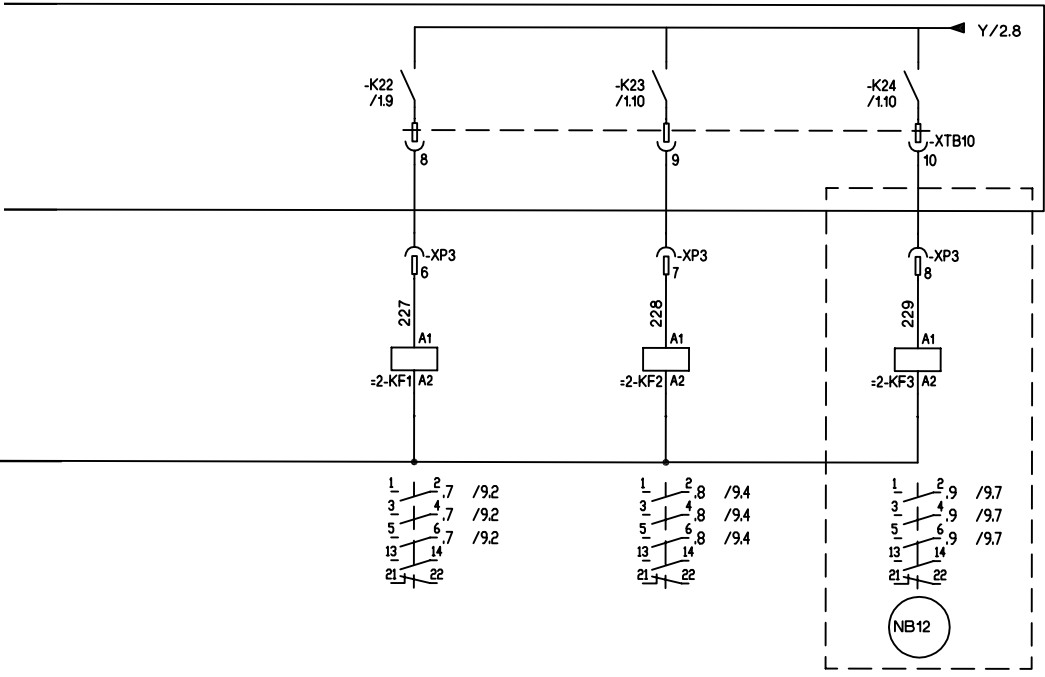 Y/2.8
-K22
/1.9
-K23
/1.10
-K24
/1.10
-XTB10
8
9
10
-XP3
6
-XP3
7
-XP3
8
227
228
229
A1
A1
A1
=2-KF1 A2
=2-KF2 A2
=2-KF3 A2
1 2 .7 /9.2
3 4 .7 /9.2
5 6 .7 /9.2
13 14
21 22
1 2 .8 /9.4
3 4 .8 /9.4
5 6 .8 /9.4
13 14
21 22
1 2 .9 /9.7
3 4 .9 /9.7
5 6 .9 /9.7
13 14
21 22
NB12